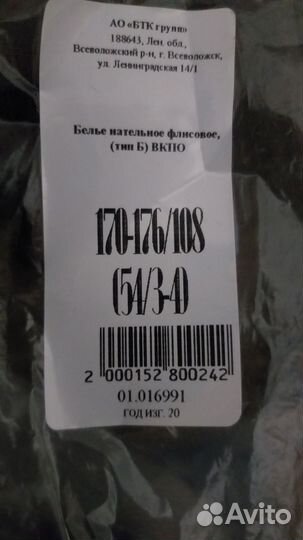 АО «БТК групп»
188643, Лен. обл.,
Всеволожский р-н, г. Всеволожск,
ул. Ленинградская 14/1
Белье нательное флисовое,
(тип Б) ВКПО
170-176/108
(54/3-4)
2 000152 800242
01.016991
ГОД ИЗГ. 20
Avito